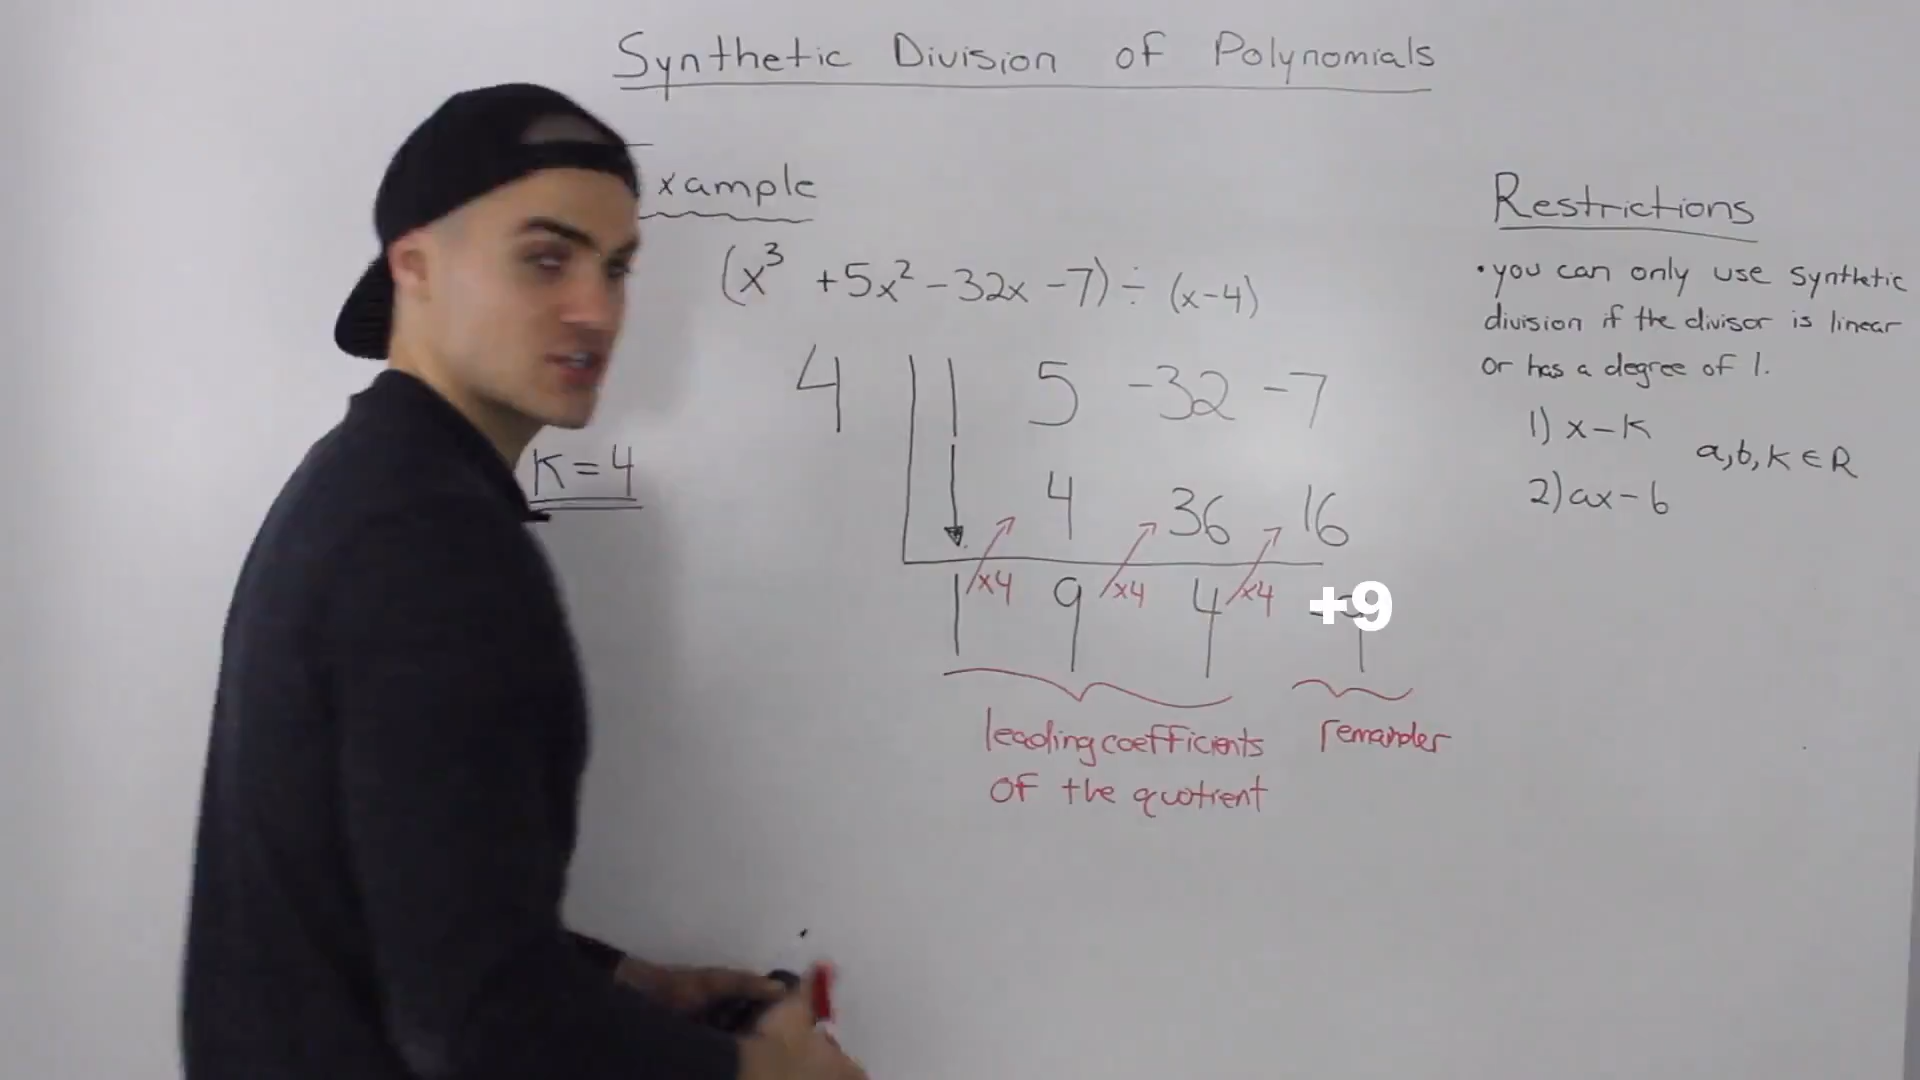 Synthetic Division of Polynomials
xample
(x³ +5x² -32x -7) ÷ (x-4)
4 1 5 -32 -7
K=4
4 36 16
x4 x4 x4
1 9 4 +9
leading coefficients
of the quotient
remainder
Restrictions
• you can only use synthetic
division if the divisor is linear
or has a degree of 1.
1) x-k
a,b,k ∈ R
2) ax-b